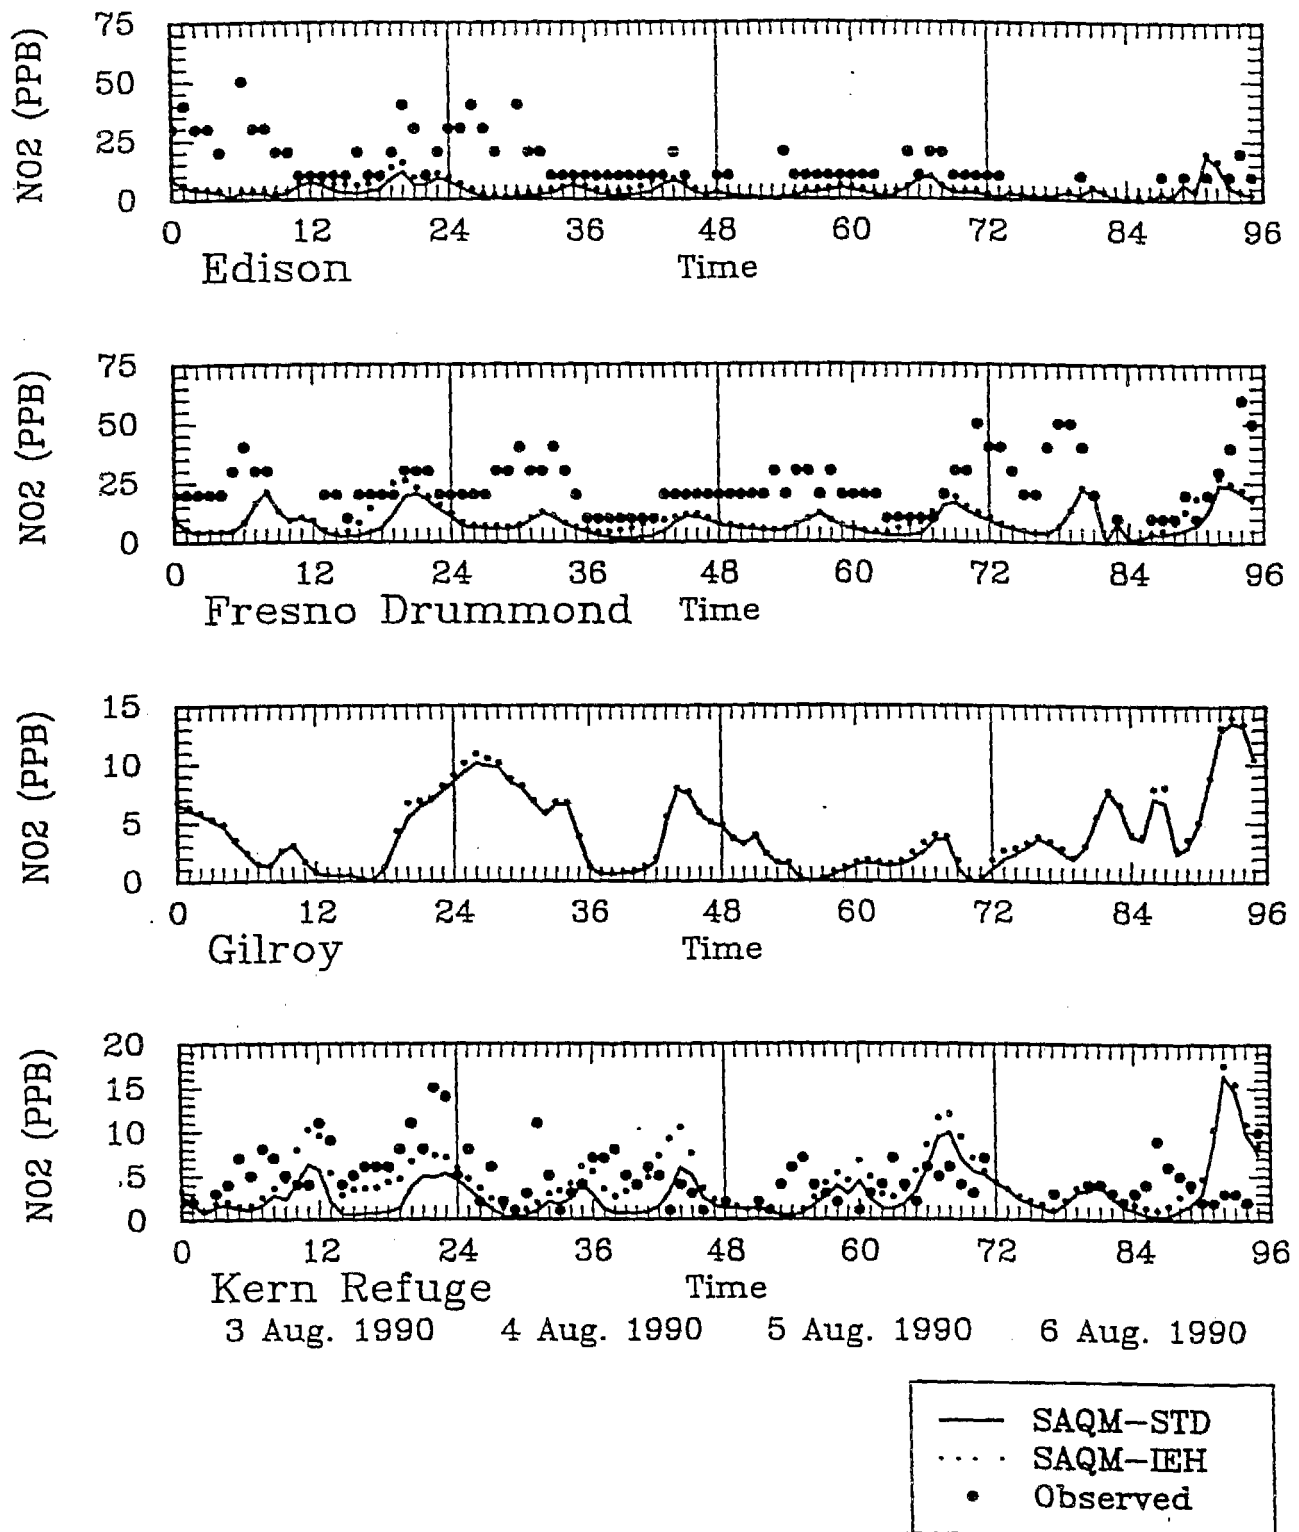 75
50
25
0
NO2 (PPB)
0 12 24 36 48 60 72 84 96
Edison Time
75
50
25
0
NO2 (PPB)
0 12 24 36 48 60 72 84 96
Fresno Drummond Time
15
10
5
0
NO2 (PPB)
0 12 24 36 48 60 72 84 96
Gilroy Time
20
15
10
5
0
NO2 (PPB)
0 12 24 36 48 60 72 84 96
Kern Refuge Time
3 Aug. 1990 4 Aug. 1990 5 Aug. 1990 6 Aug. 1990
SAQM-STD
SAQM-IEH
Observed